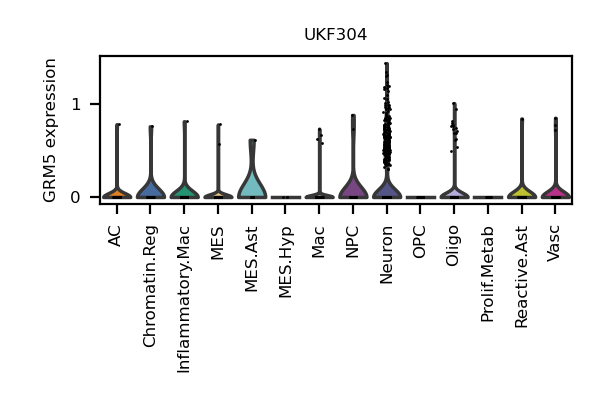 UKF304
GRM5 expression
1
0
AC
Chromatin.Reg
Inflammatory.Mac
MES
MES.Ast
MES.Hyp
Mac
NPC
Neuron
OPC
Oligo
Prolif.Metab
Reactive.Ast
Vasc